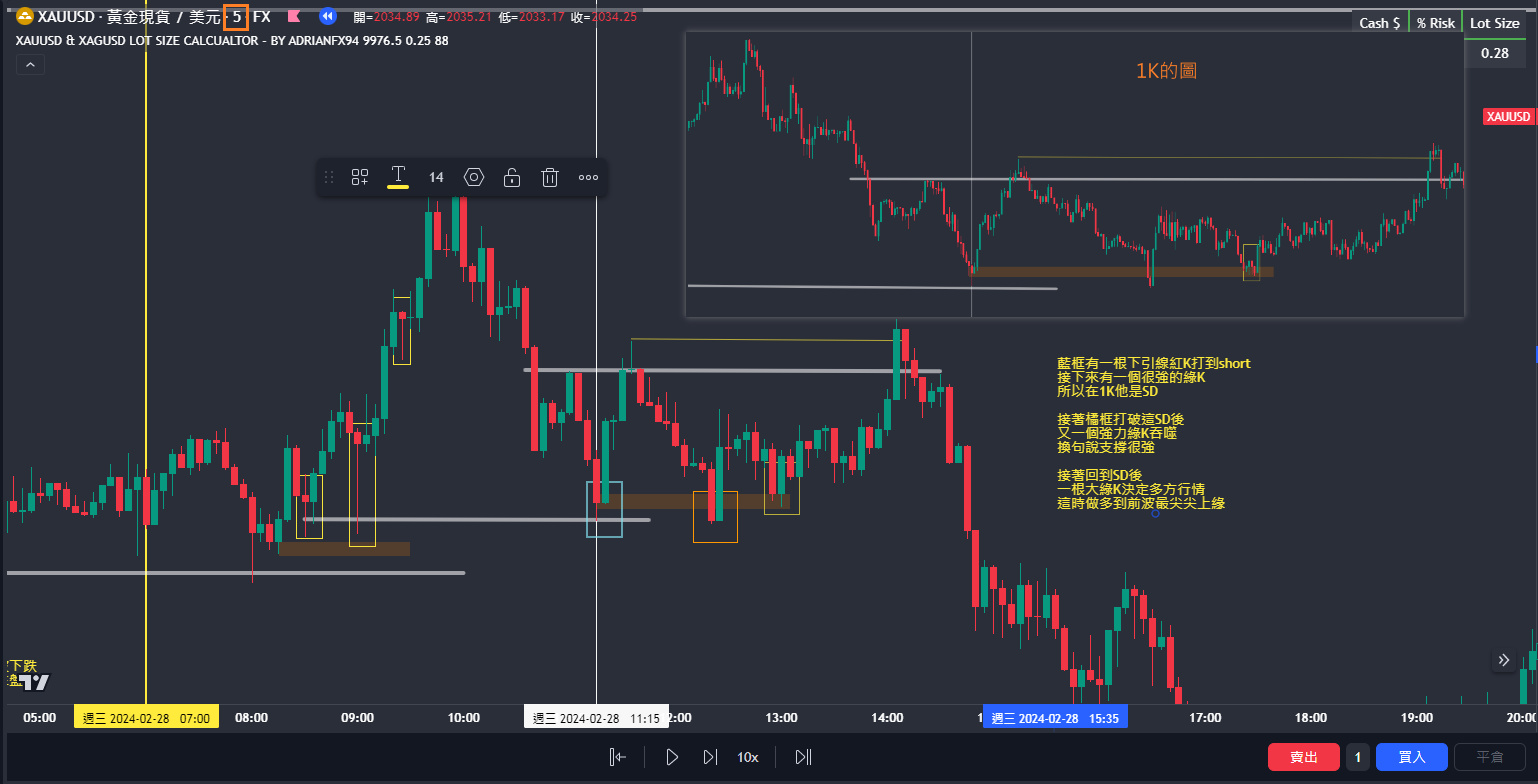 XAUUSD · 黃金現貨 / 美元 · 5 · FX 開=2034.89 高=2035.21 低=2033.17 收=2034.25
XAUUSD & XAGUSD LOT SIZE CALCUALTOR - BY ADRIANFX94 9976.5 0.25 88
Cash $ % Risk Lot Size
0.28
1K的圖
XAUUSD
14
藍框有一根下引線紅K打到short
接下來有一個很強的綠K
所以在1K他是SD
接著橘框打破這SD後
又一個強力綠K吞噬
換句說支撐很強
接著回到SD後
一根大綠K決定多方行情
這時做多到前波最尖尖上緣
下跌
05:00 週三 2024-02-28 07:00 08:00 09:00 10:00 週三 2024-02-28 11:15 2:00 13:00 14:00 週三 2024-02-28 15:35 17:00 18:00 19:00 20:00
10x
賣出 1 買入 平倉